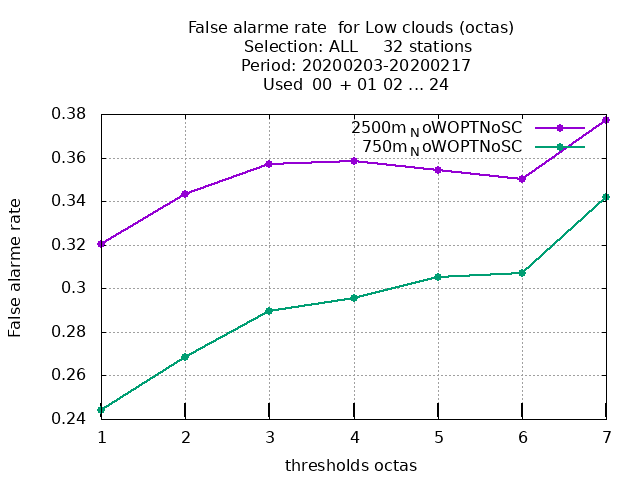 False alarme rate  for Low clouds (octas)
Selection: ALL     32 stations
Period: 20200203-20200217
Used  00 + 01 02 ... 24
0.38
0.36
0.34
0.32
0.3
0.28
0.26
0.24
False alarme rate
2500m_NoWOPTNoSC
750m_NoWOPTNoSC
1 2 3 4 5 6 7
thresholds octas